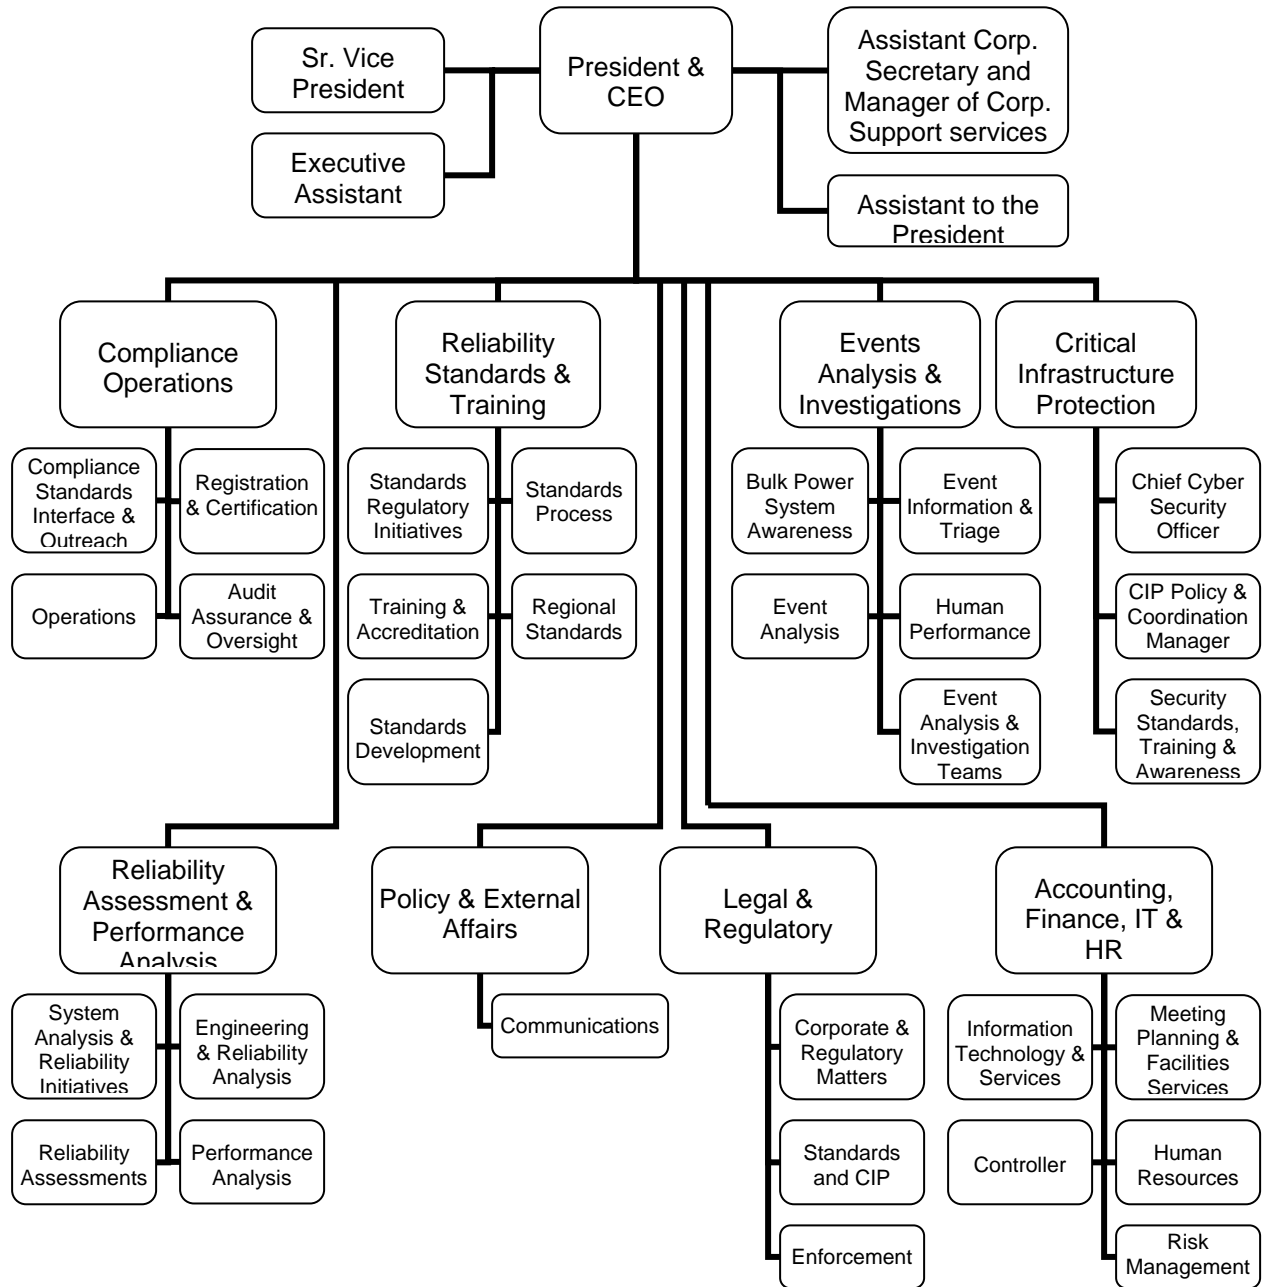 Sr. Vice
President
President &
CEO
Assistant Corp.
Secretary and
Manager of Corp.
Support services
Executive
Assistant
Assistant to the
President
Compliance
Operations
Reliability
Standards &
Training
Events
Analysis &
Investigations
Critical
Infrastructure
Protection
Compliance
Standards
Interface &
Outreach
Registration
& Certification
Standards
Regulatory
Initiatives
Standards
Process
Bulk Power
System
Awareness
Event
Information &
Triage
Chief Cyber
Security
Officer
Operations
Audit
Assurance &
Oversight
Training &
Accreditation
Regional
Standards
Event
Analysis
Human
Performance
CIP Policy &
Coordination
Manager
Standards
Development
Event
Analysis &
Investigation
Teams
Security
Standards,
Training &
Awareness
Reliability
Assessment &
Performance
Analysis
Policy & External
Affairs
Legal &
Regulatory
Accounting,
Finance, IT &
HR
System
Analysis &
Reliability
Initiatives
Engineering
& Reliability
Analysis
Communications
Corporate &
Regulatory
Matters
Information
Technology &
Services
Meeting
Planning &
Facilities
Services
Reliability
Assessments
Performance
Analysis
Standards
and CIP
Controller
Human
Resources
Enforcement
Risk
Management